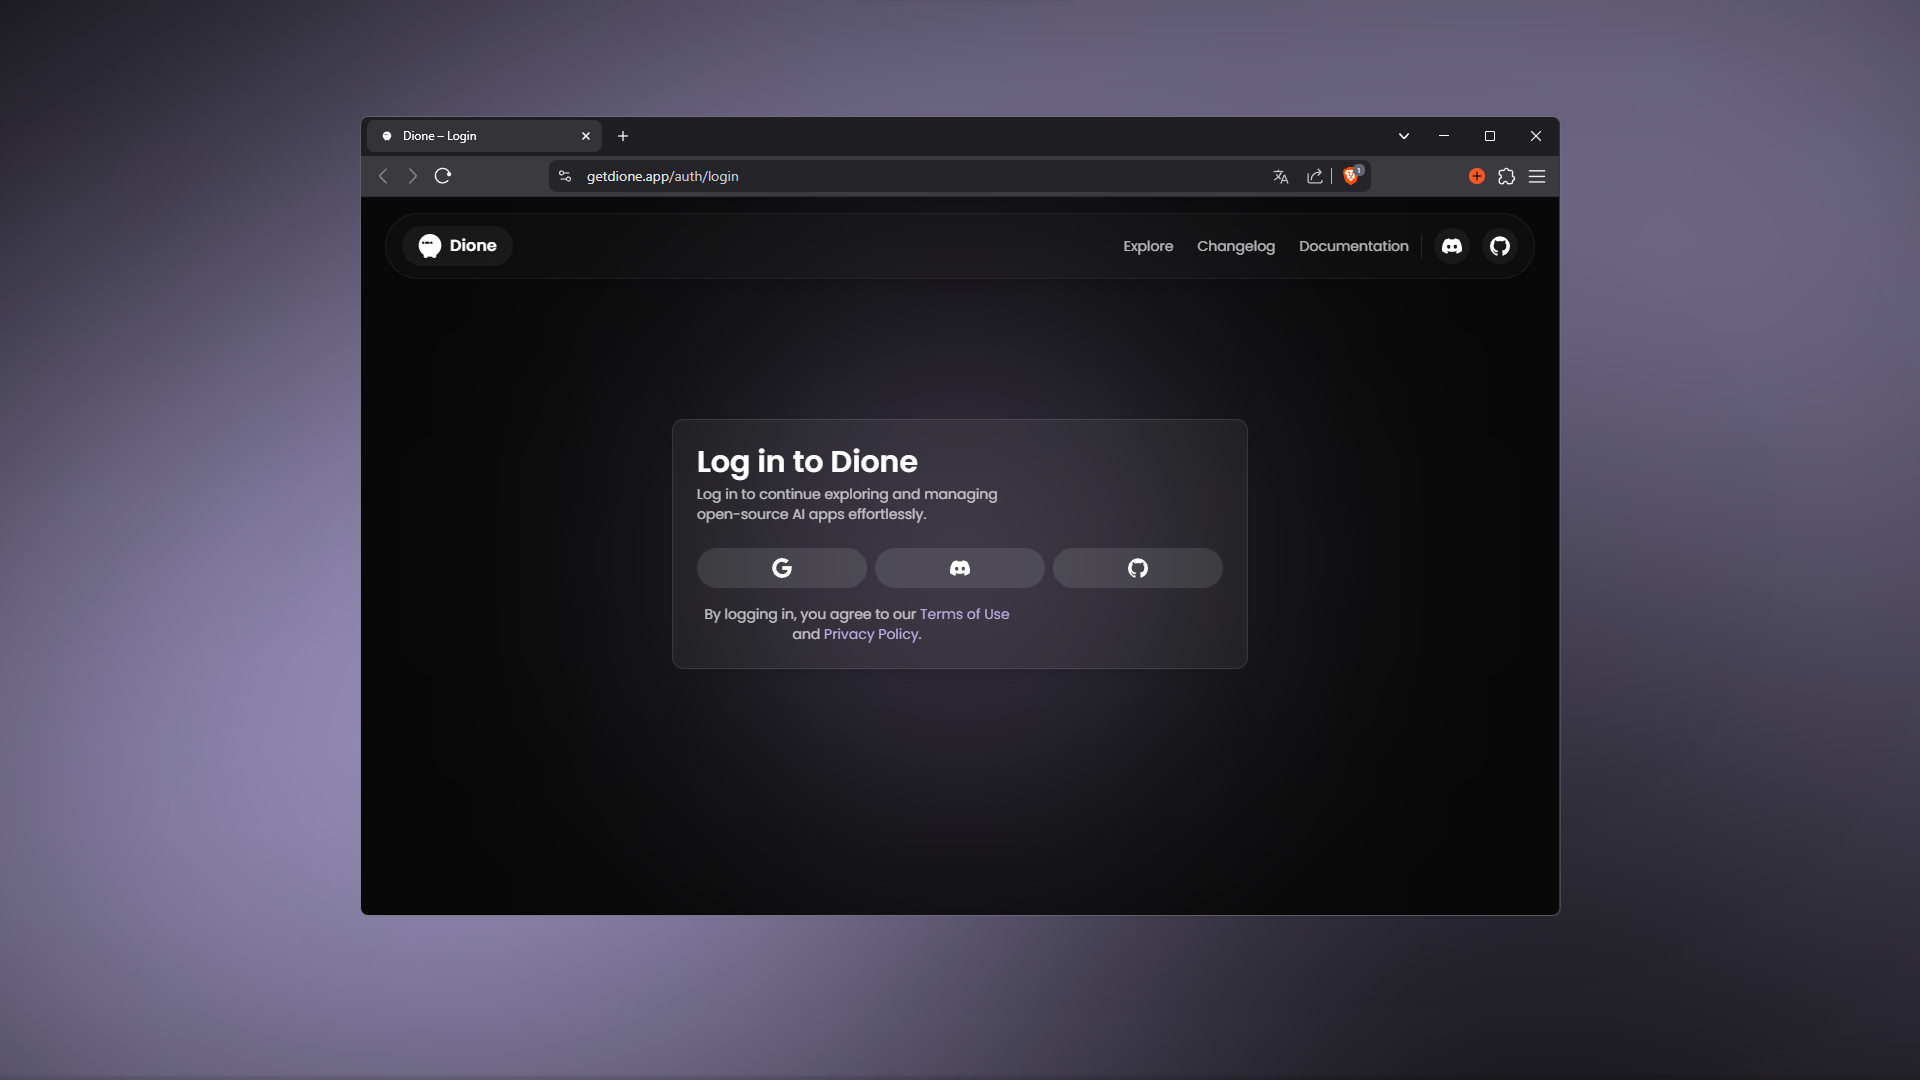 Dione – Login
getdione.app/auth/login
1
Dione
Explore
Changelog
Documentation
Log in to Dione
Log in to continue exploring and managing
open-source AI apps effortlessly.
By logging in, you agree to our Terms of Use
and Privacy Policy.